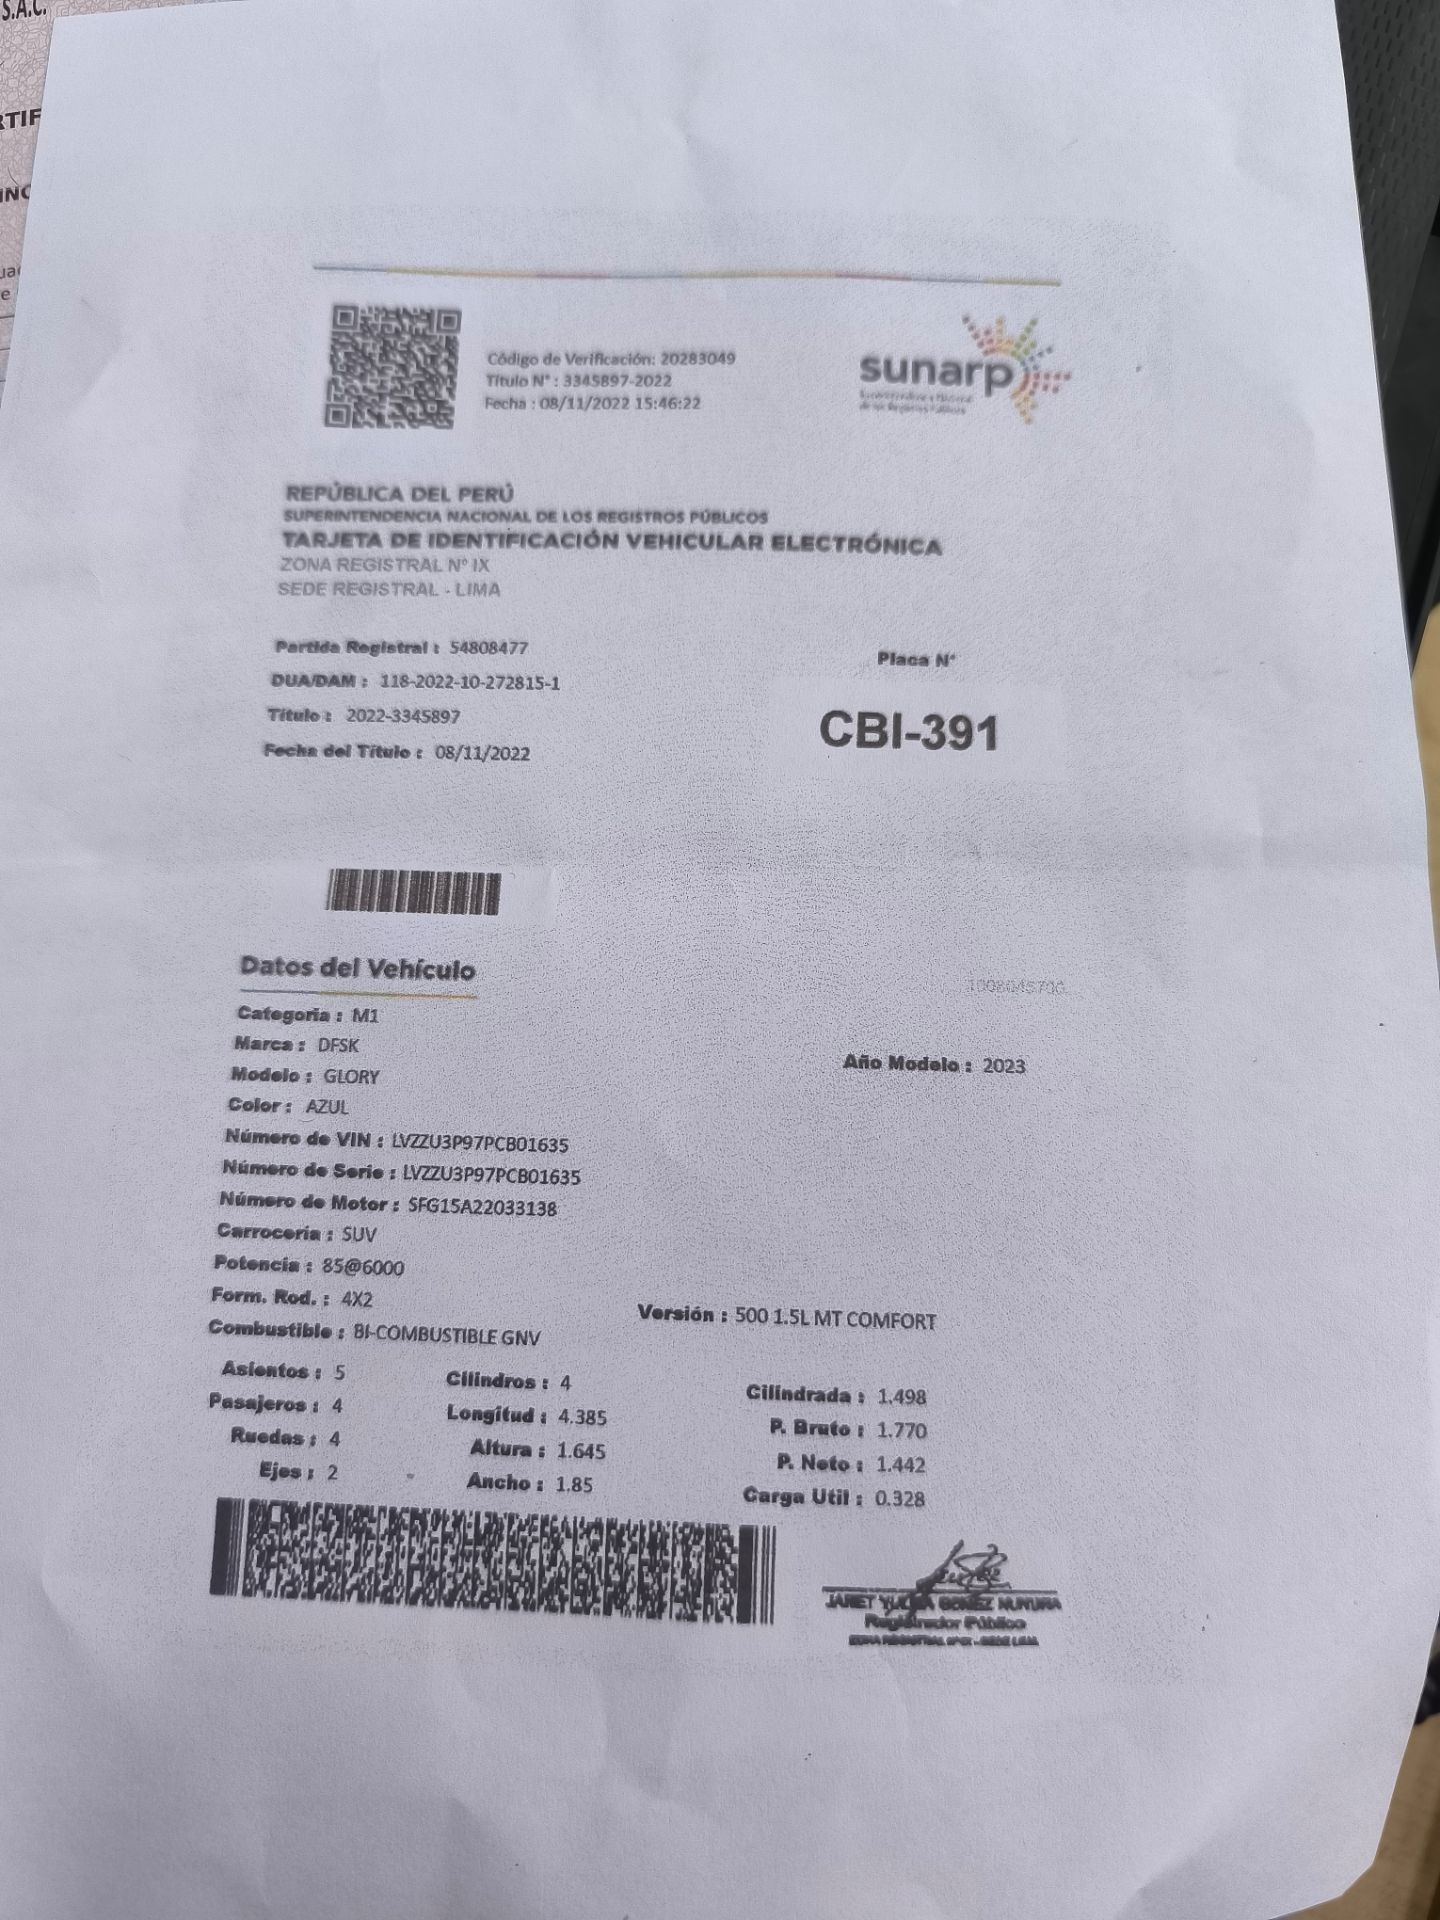 S.A.C.
RTIF
INC
uac
e
Código de Verificación: 20283049
Título N° : 3345897-2022
Fecha : 08/11/2022 15:46:22
sunarp
REPÚBLICA DEL PERÚ
SUPERINTENDENCIA NACIONAL DE LOS REGISTROS PÚBLICOS
TARJETA DE IDENTIFICACIÓN VEHICULAR ELECTRÓNICA
ZONA REGISTRAL N° IX
SEDE REGISTRAL - LIMA
Partida Registral : 54808477
DUA/DAM : 118-2022-10-272815-1
Título : 2022-3345897
Fecha del Título : 08/11/2022
Placa N°
CBI-391
Datos del Vehículo
Categoria : M1
Marca : DFSK
Modelo : GLORY
Año Modelo : 2023
Color : AZUL
Número de VIN : LVZZU3P97PCB01635
Número de Serie : LVZZU3P97PCB01635
Número de Motor : SFG15A22033138
Carroceria : SUV
Potencia : 85@6000
Form. Rod. : 4X2
Versión : 500 1.5L MT COMFORT
Combustible : BI-COMBUSTIBLE GNV
Asientos : 5 Cilindros : 4 Cilindrada : 1.498
Pasajeros : 4 Longitud : 4.385 P. Bruto : 1.770
Ruedas : 4 Altura : 1.645 P. Neto : 1.442
Ejes : 2 Ancho : 1.85 Carga Util : 0.328
Registrador Público